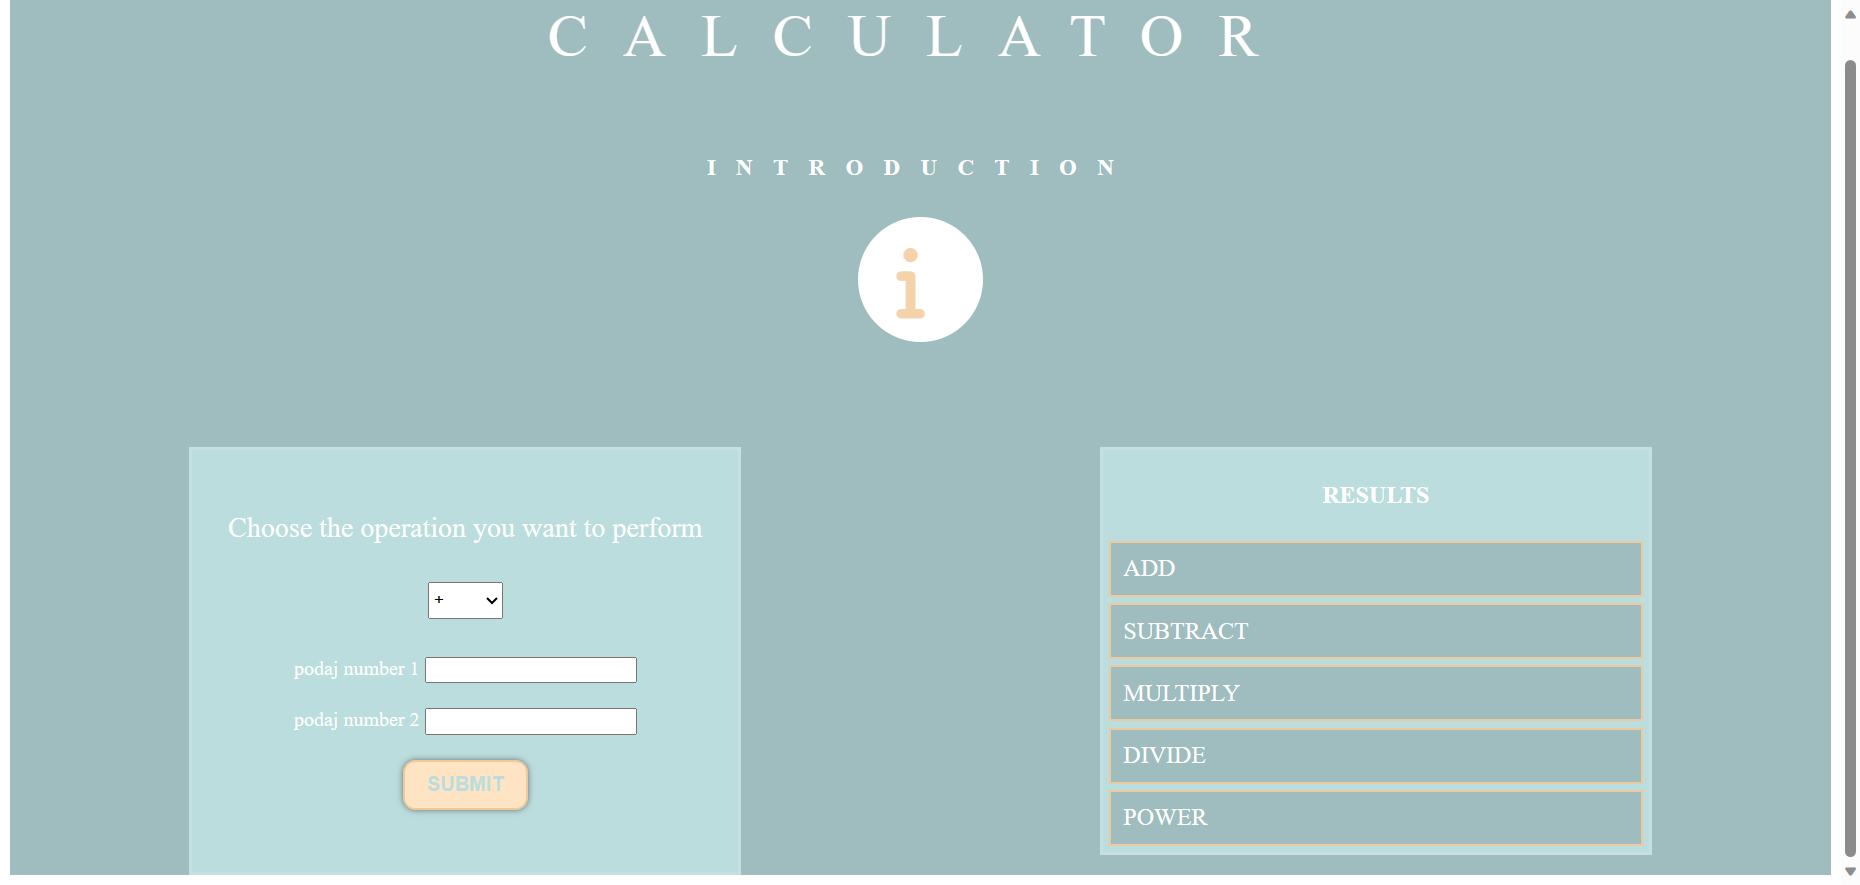 CALCULATOR
INTRODUCTION
i
Choose the operation you want to perform
+
podaj number 1
podaj number 2
SUBMIT
RESULTS
ADD
SUBTRACT
MULTIPLY
DIVIDE
POWER